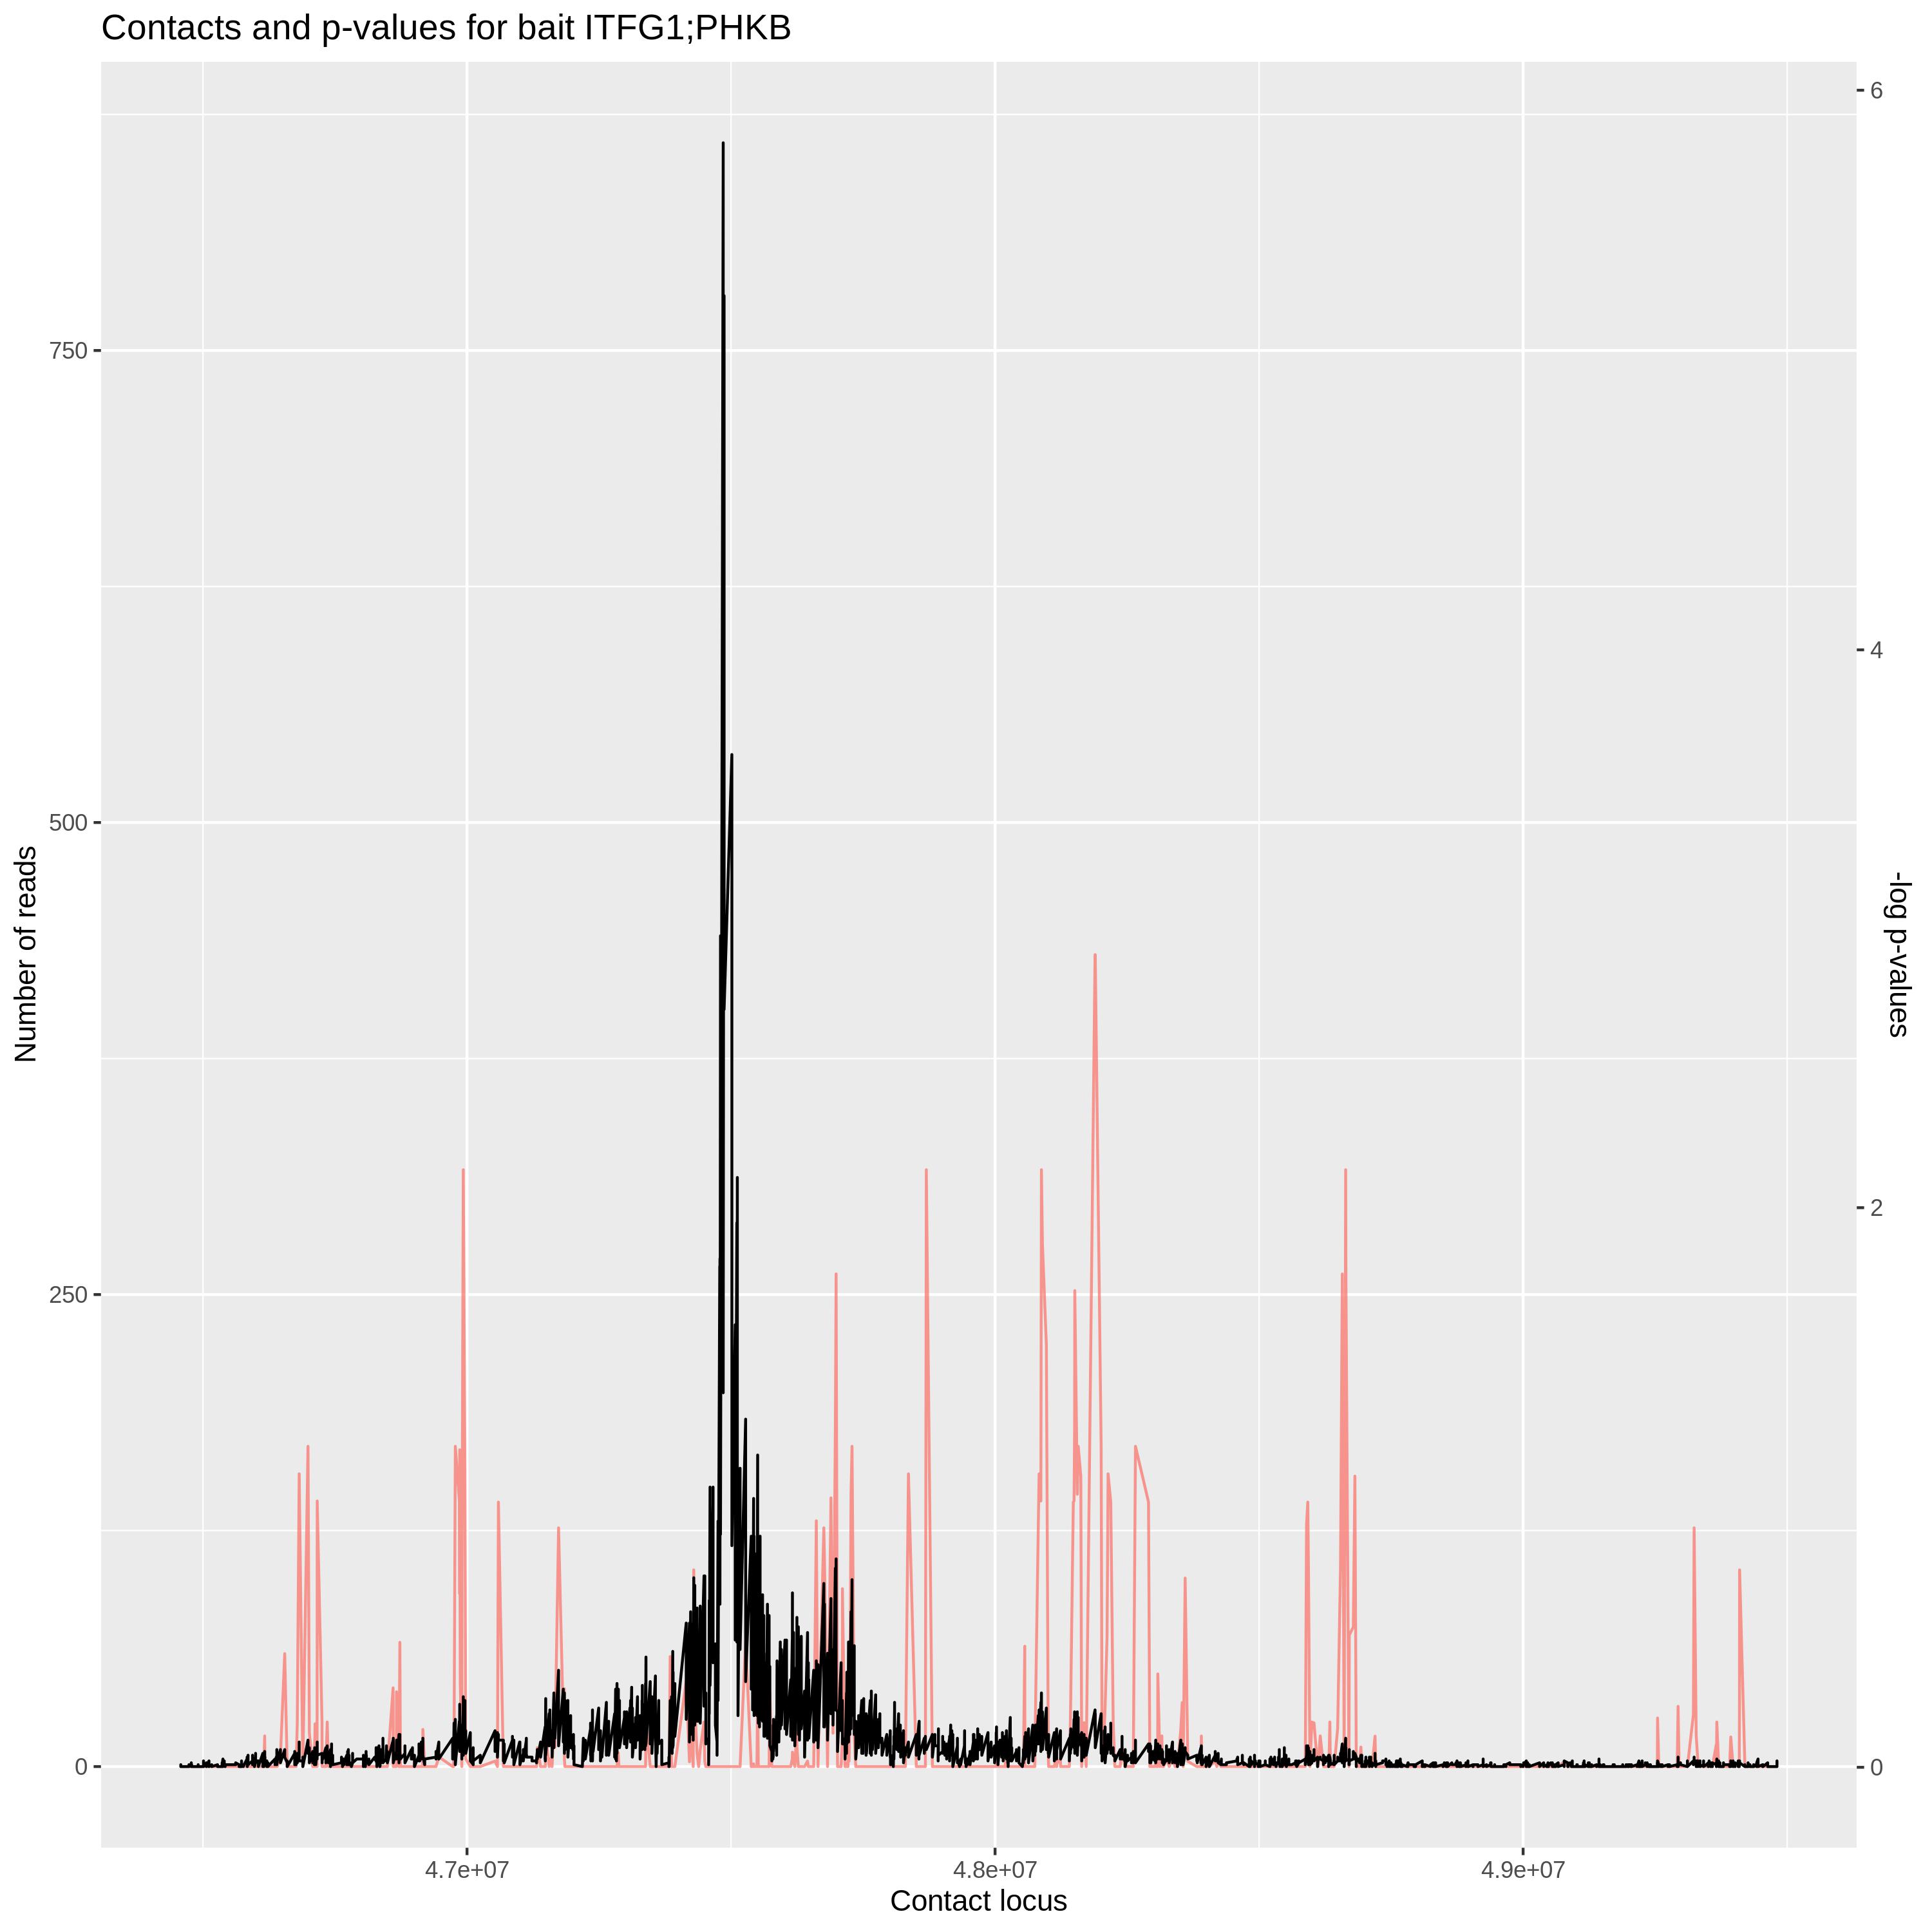 Contacts and p-values for bait ITFG1;PHKB
Number of reads
750
500
250
0
6
4
2
0
-log p-values
4.7e+07
4.8e+07
4.9e+07
Contact locus